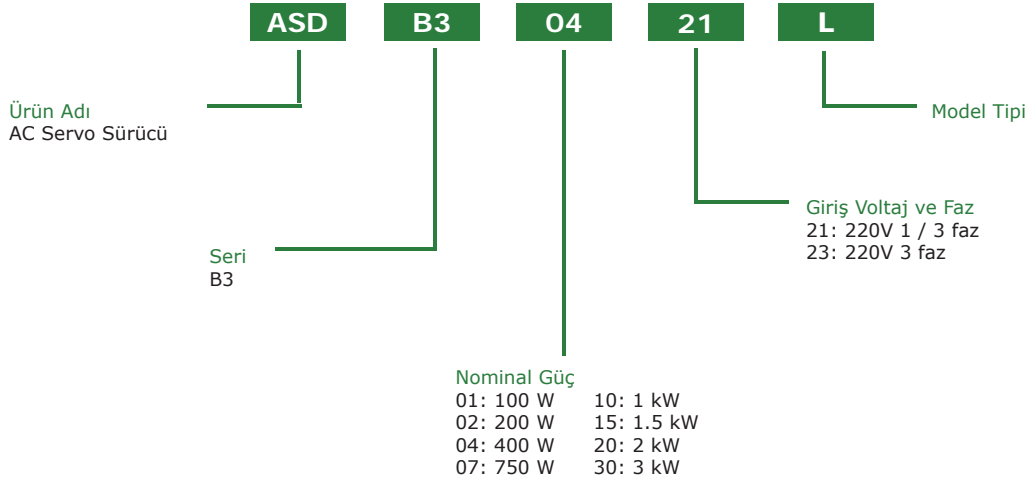 ASD B3 04 21 L
Ürün Adı
AC Servo Sürücü
Model Tipi
Giriş Voltaj ve Faz
21: 220V 1 / 3 faz
23: 220V 3 faz
Seri
B3
Nominal Güç
01: 100 W 10: 1 kW
02: 200 W 15: 1.5 kW
04: 400 W 20: 2 kW
07: 750 W 30: 3 kW